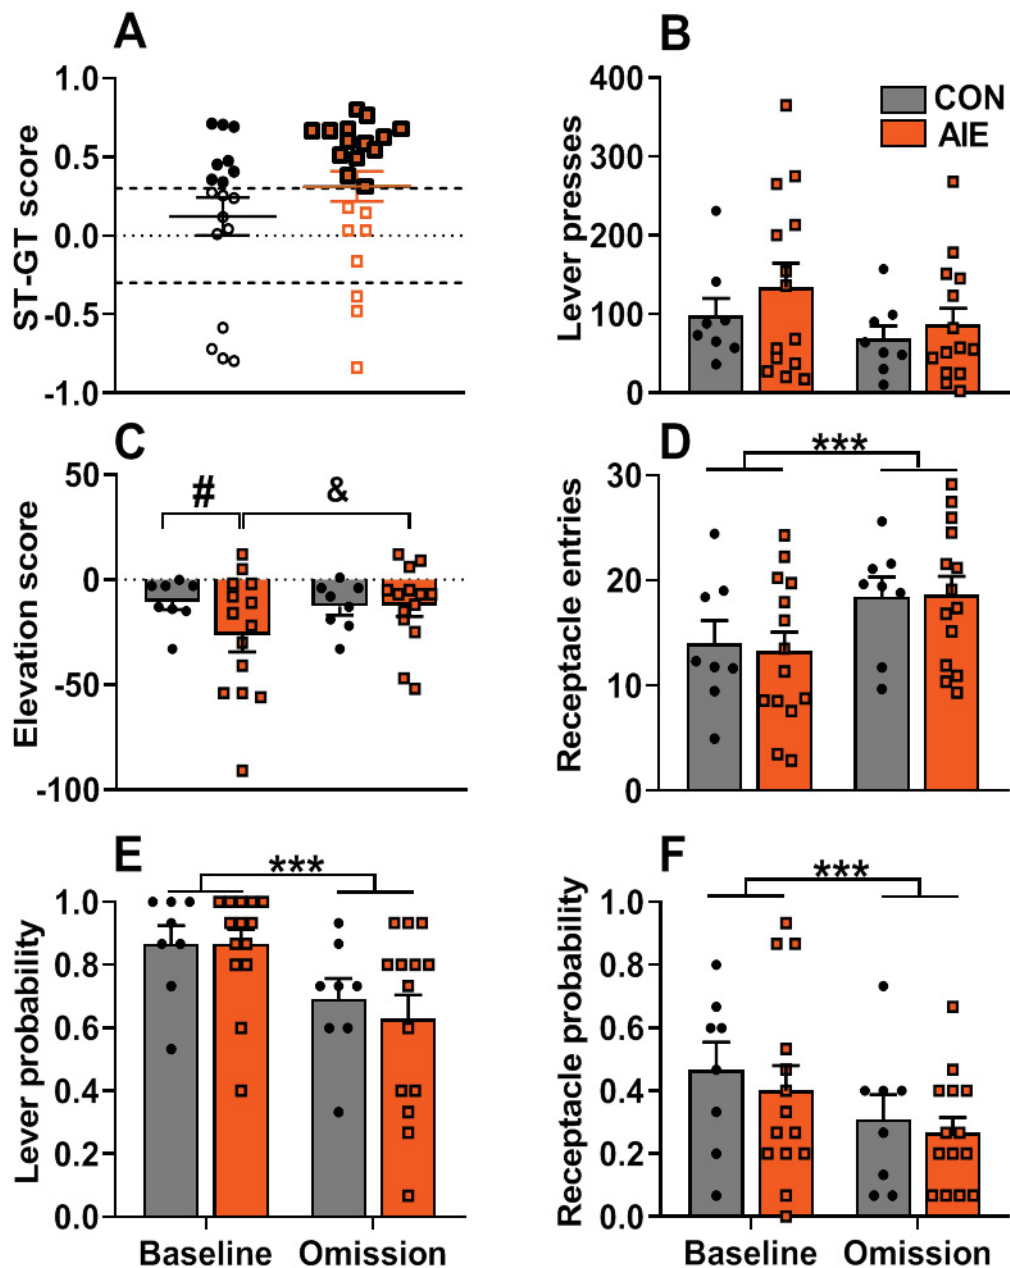 A
ST-GT score
1.0
0.5
0.0
-0.5
-1.0
B
Lever presses
400
300
200
100
0
CON
AIE
C
Elevation score
50
0
-50
-100
#
&
D
Receptacle entries
30
20
10
0
***
E
Lever probability
1.0
0.8
0.6
0.4
0.2
0.0
***
Baseline Omission
F
Receptacle probability
1.0
0.8
0.6
0.4
0.2
0.0
***
Baseline Omission